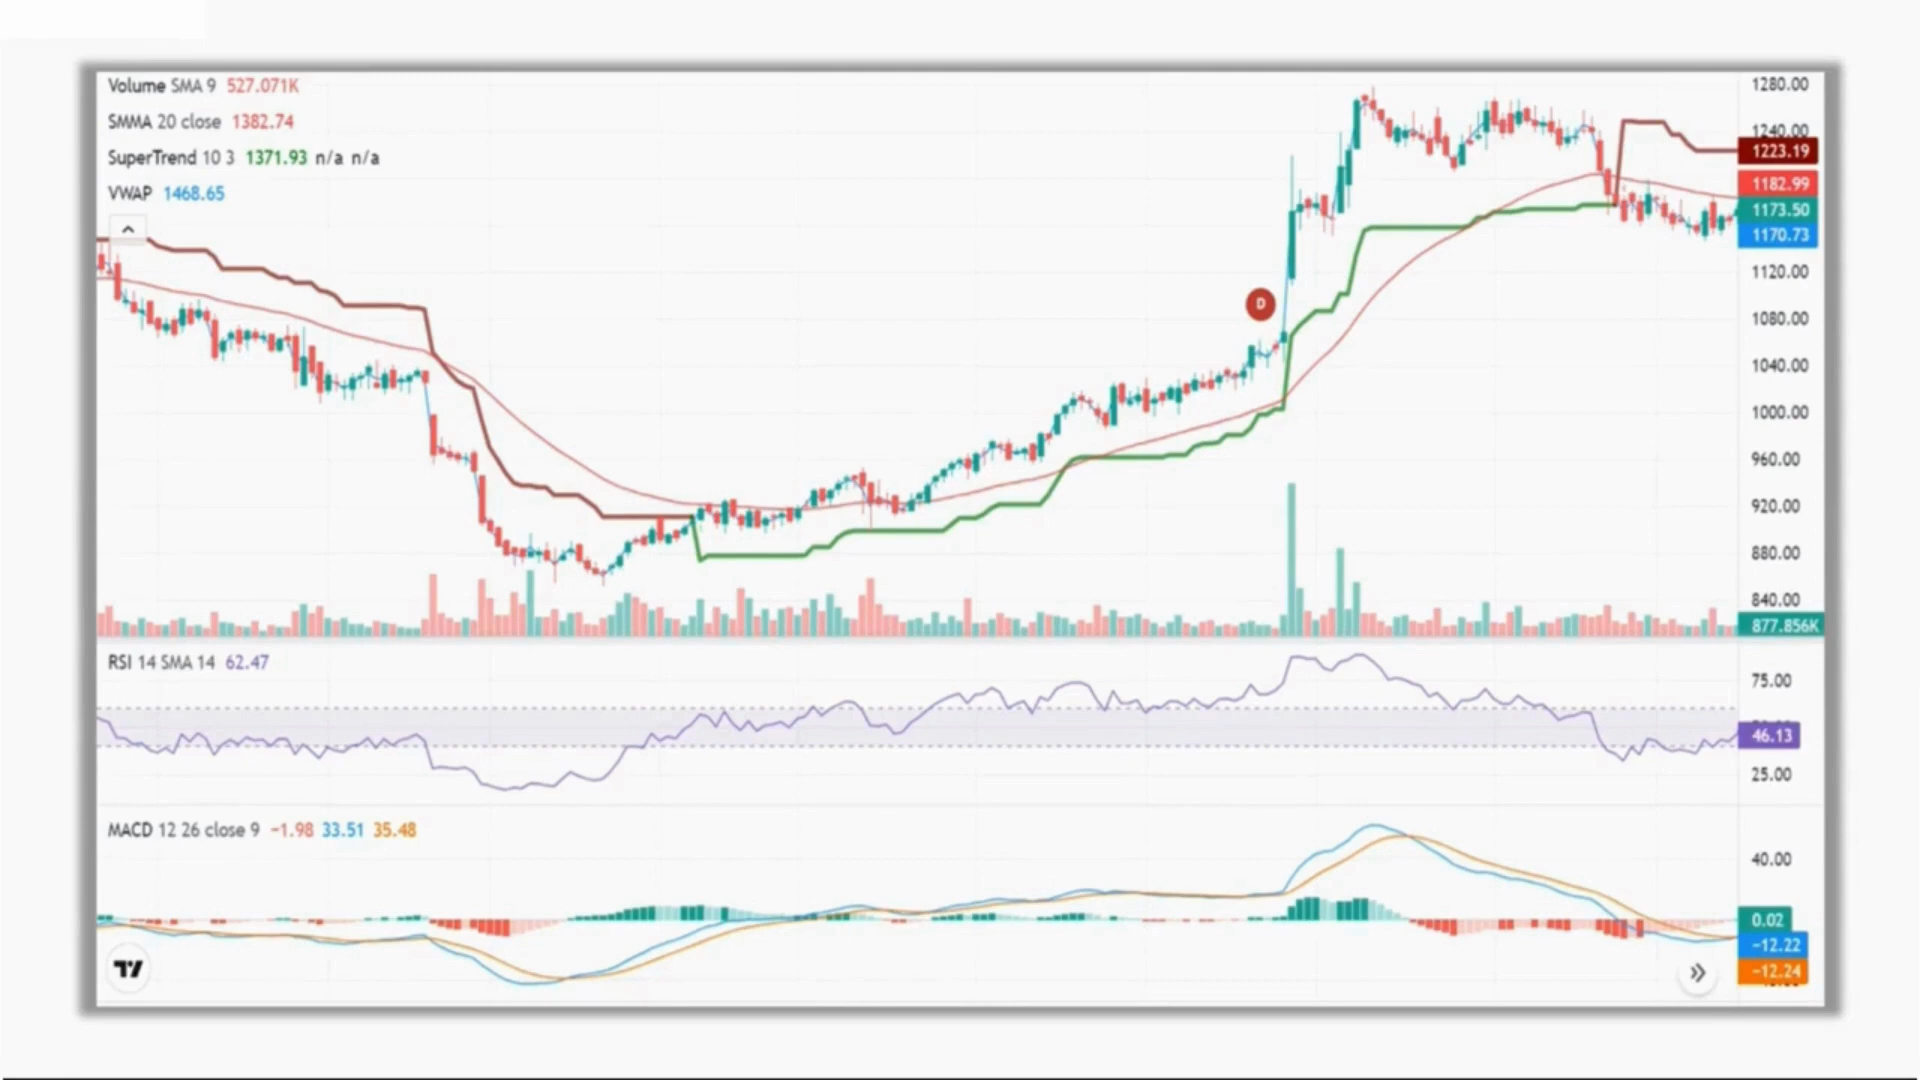 Volume SMA 9 527.071K
SMMA 20 close 1382.74
SuperTrend 10 3 1371.93 n/a n/a
VWAP 1468.65
1280.00
1240.00
1223.19
1182.99
1173.50
1170.73
1120.00
1080.00
1040.00
1000.00
960.00
920.00
880.00
840.00
877.856K
D
RSI 14 SMA 14 62.47
75.00
46.13
25.00
MACD 12 26 close 9 −1.98 33.51 35.48
40.00
0.02
−12.22
−12.24